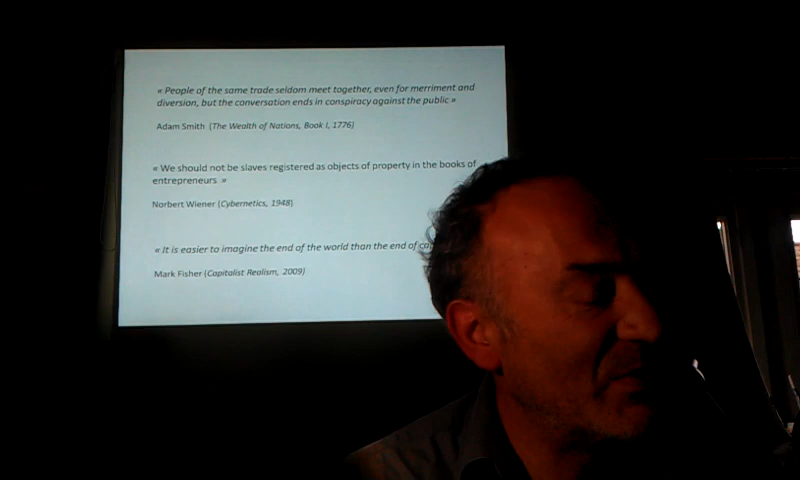 « People of the same trade seldom meet together, even for merriment and
diversion, but the conversation ends in conspiracy against the public »
Adam Smith (The Wealth of Nations, Book I, 1776)
« We should not be slaves registered as objects of property in the books of
entrepreneurs »
Norbert Wiener (Cybernetics, 1948)
« It is easier to imagine the end of the world than the end of
Mark Fisher (Capitalist Realism, 2009)